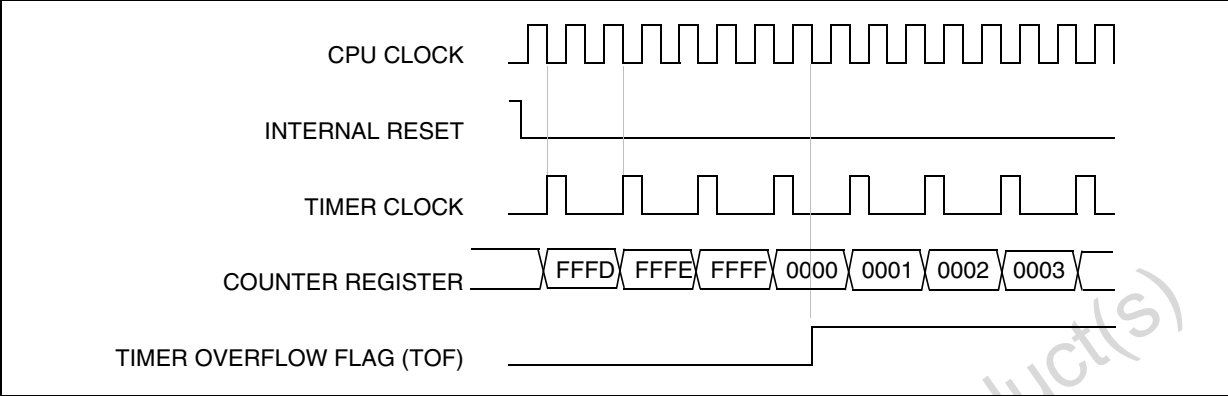 CPU CLOCK
INTERNAL RESET
TIMER CLOCK
COUNTER REGISTER FFFD FFFE FFFF 0000 0001 0002 0003
TIMER OVERFLOW FLAG (TOF)